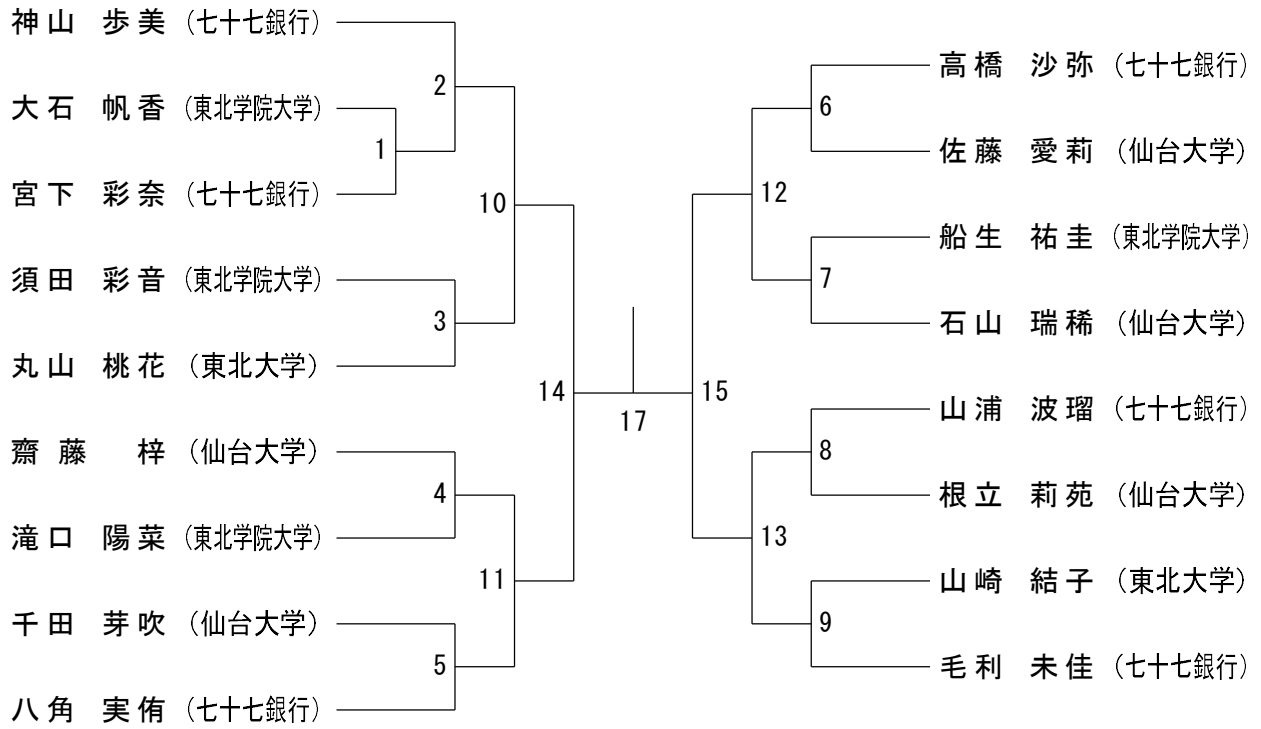 神山 歩美 （七十七銀行）
大石 帆香 （東北学院大学）
宮下 彩奈 （七十七銀行）
須田 彩音 （東北学院大学）
丸山 桃花 （東北大学）
齋藤 梓 （仙台大学）
滝口 陽菜 （東北学院大学）
千田 芽吹 （仙台大学）
八角 実侑 （七十七銀行）
2
1
10
3
14
4
11
5
17
15
12
6
7
13
8
9
高橋 沙弥 （七十七銀行）
佐藤 愛莉 （仙台大学）
船生 祐圭 （東北学院大学）
石山 瑞稀 （仙台大学）
山浦 波瑠 （七十七銀行）
根立 莉苑 （仙台大学）
山崎 結子 （東北大学）
毛利 未佳 （七十七銀行）